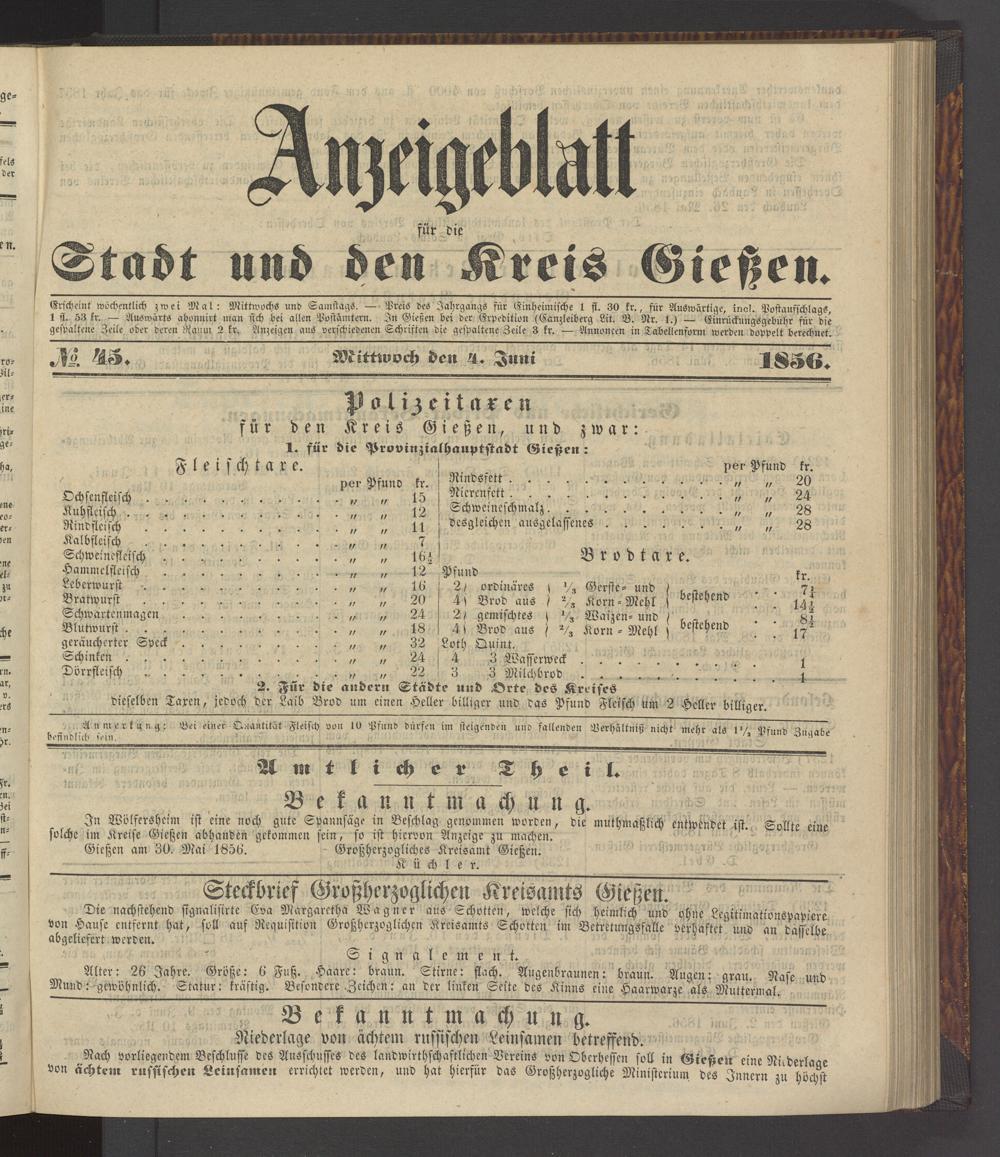 Anzeigeblatt
für die
Stadt und den Kreis Gießen.
Erscheint wöchentlich zwei Mal: Mittwochs und Samstags. — Preis des Jahrgangs für Einheimische 1 fl. 30 kr., für Auswärtige, incl. Postaufschlags,
1 fl. 53 kr. — Auswärts abonnirt man sich bei allen Postämtern. In Gießen bei der Expedition (Canzleiberg Lit. B. Nr. 1.) — Einrückungsgebühr für die
gespaltene Zeile oder deren Raum 2 kr. Anzeigen aus verschiedenen Schriften die gespaltene Zeile 3 kr. — Annoncen in Tabellenform werden doppelt berechnet.
№ 45. Mittwoch den 4. Juni 1856.
Polizeitaxen
für den Kreis Gießen, und zwar:
1. für die Provinzialhauptstadt Gießen:
Fleischtaxe.
per Pfund kr.
Ochsenfleisch . . . „ „ 15
Kuhfleisch . . . „ „ 12
Rindfleisch . . . „ „ 11
Kalbfleisch . . . „ „ 7
Schweinefleisch . . . „ „ 16½
Hammelfleisch . . . „ „ 12
Leberwurst . . . „ „ 16
Bratwurst . . . „ „ 20
Schwartenmagen . . . „ „ 24
Blutwurst . . . „ „ 18
geräucherter Speck . . . „ „ 32
Schinken . . . „ „ 24
Dörrfleisch . . . „ „ 22
per Pfund kr.
Rindsfett . . . „ „ 20
Nierenfett . . . „ „ 24
Schweineschmalz . . . „ „ 28
desgleichen ausgelassenes . . . „ „ 28
Brodtaxe.
Pfund kr.
2) ordinäres ⅓ Gerste- und
4) Brod aus ⅔ Korn-Mehl bestehend . . 14½
2) gemischtes ⅓ Waizen- und
4) Brod aus ⅔ Korn-Mehl bestehend . . 17
Loth Quint.
4 3 Wasserweck . . . 1
3 3 Milchbrod . . . 1
2. Für die andern Städte und Orte des Kreises
dieselben Taxen, jedoch der Laib Brod um einen Heller billiger und das Pfund Fleisch um 2 Heller billiger.
Anmerkung: Bei einer Quantität Fleisch von 10 Pfund dürfen im steigenden und fallenden Verhältniß nicht mehr als 1½ Pfund Zugabe
befindlich sein.
Amtlicher Theil.
Bekanntmachung.
In Wölfersheim ist eine noch gute Spannsäge in Beschlag genommen worden, die muthmaßlich entwendet ist. Sollte eine
solche im Kreise Gießen abhanden gekommen sein, so ist hiervon Anzeige zu machen.
Gießen am 30. Mai 1856. Großherzogliches Kreisamt Gießen.
Küchler.
Steckbrief Großherzoglichen Kreisamts Gießen.
Die nachstehend signalisirte Eva Margaretha Wagner aus Schotten, welche sich heimlich und ohne Legitimationspapiere
von Hause entfernt hat, soll auf Requisition Großherzoglichen Kreisamts Schotten im Betretungsfalle verhaftet und an dasselbe
abgeliefert werden.
Signalement.
Alter: 26 Jahre. Größe: 6 Fuß. Haare: braun. Stirne: flach. Augenbraunen: braun. Augen: grau. Nase und
Mund: gewöhnlich. Statur: kräftig. Besondere Zeichen: an der linken Seite des Kinns eine Haarwarze als Muttermal.
Bekanntmachung.
Niederlage von ächtem russischen Leinsamen betreffend.
Nach vorliegendem Beschlusse des Ausschusses des landwirthschaftlichen Vereins von Oberhessen soll in Gießen eine Niederlage
von ächtem russischen Leinsamen errichtet werden, und hat hierfür das Großherzogliche Ministerium des Innern zu höchst